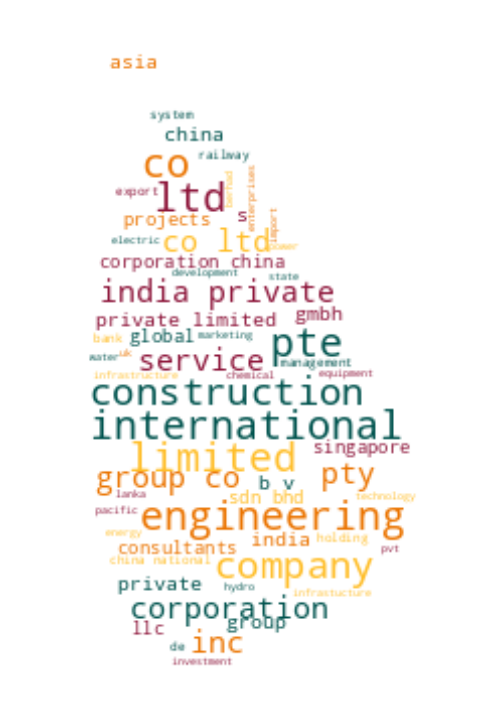 asia
system
china
railway
co
export
ltd
berhad
enterprises
s
import
projects
electric
co ltd
power
corporation china
development
state
india private
private limited
gmbh
bank
global
marketing
pte
water
uk
service
management
infrastructure
chemical
equipment
construction
international
limited
singapore
group co
b v
pty
lanka
sdn bhd
technology
pacific
engineering
energy
consultants
india
holding
pvt
china national
company
private
hydro
infrastucture
corporation
group
llc
inc
de
investment